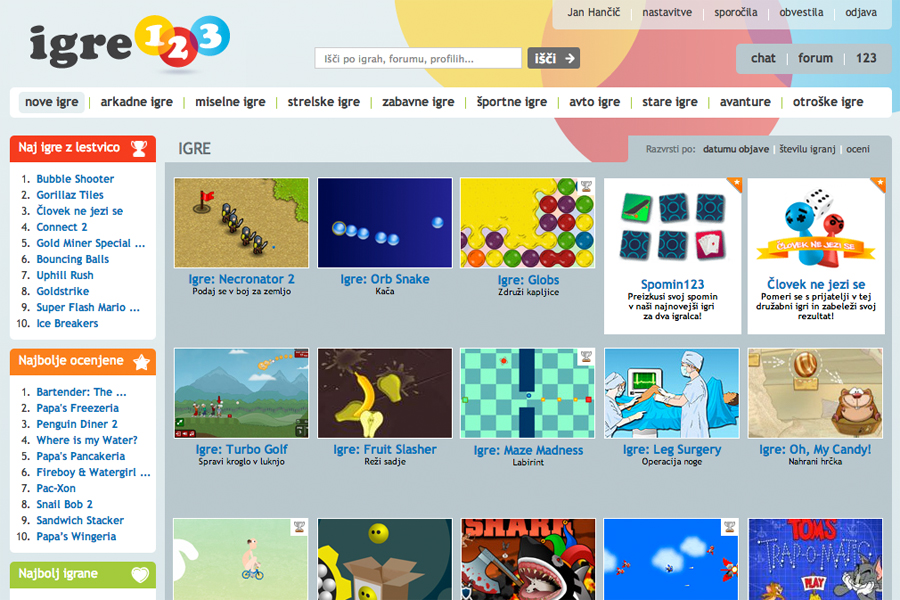 Jan Hančič | nastavitve | sporočila | obvestila | odjava
igre 123
Išči po igrah, forumu, profilih...
išči
chat | forum | 123
nove igre | arkadne igre | miselne igre | strelske igre | zabavne igre | športne igre | avto igre | stare igre | avanture | otroške igre
Naj igre z lestvico
1. Bubble Shooter
2. Gorillaz Tiles
3. Človek ne jezi se
4. Connect 2
5. Gold Miner Special ...
6. Bouncing Balls
7. Uphill Rush
8. Goldstrike
9. Super Flash Mario ...
10. Ice Breakers
Najbolje ocenjene
1. Bartender: The ...
2. Papa's Freezeria
3. Penguin Diner 2
4. Where is my Water?
5. Papa's Pancakeria
6. Fireboy & Watergirl ...
7. Pac-Xon
8. Snail Bob 2
9. Sandwich Stacker
10. Papa's Wingeria
Najbolj igrane
IGRE
Razvrsti po: datumu objave | številu igranj | oceni
Igre: Necronator 2
Podaj se v boj za zemljo
Igre: Orb Snake
Kača
Igre: Globs
Združi kapljice
Spomin123
Preizkusi svoj spomin
v naši najnovejši igri
za dva igralca!
ČLOVEK NE JEZI SE
Človek ne jezi se
Pomeri se s prijatelji v tej
družabni igri in zabeleži svoj
rezultat!
Igre: Turbo Golf
Spravi kroglo v luknjo
Igre: Fruit Slasher
Reži sadje
Igre: Maze Madness
Labirint
Igre: Leg Surgery
Operacija noge
Igre: Oh, My Candy!
Nahrani hrčka
SHARK
TOM'S
TRAP-O-MATIC
PLAY